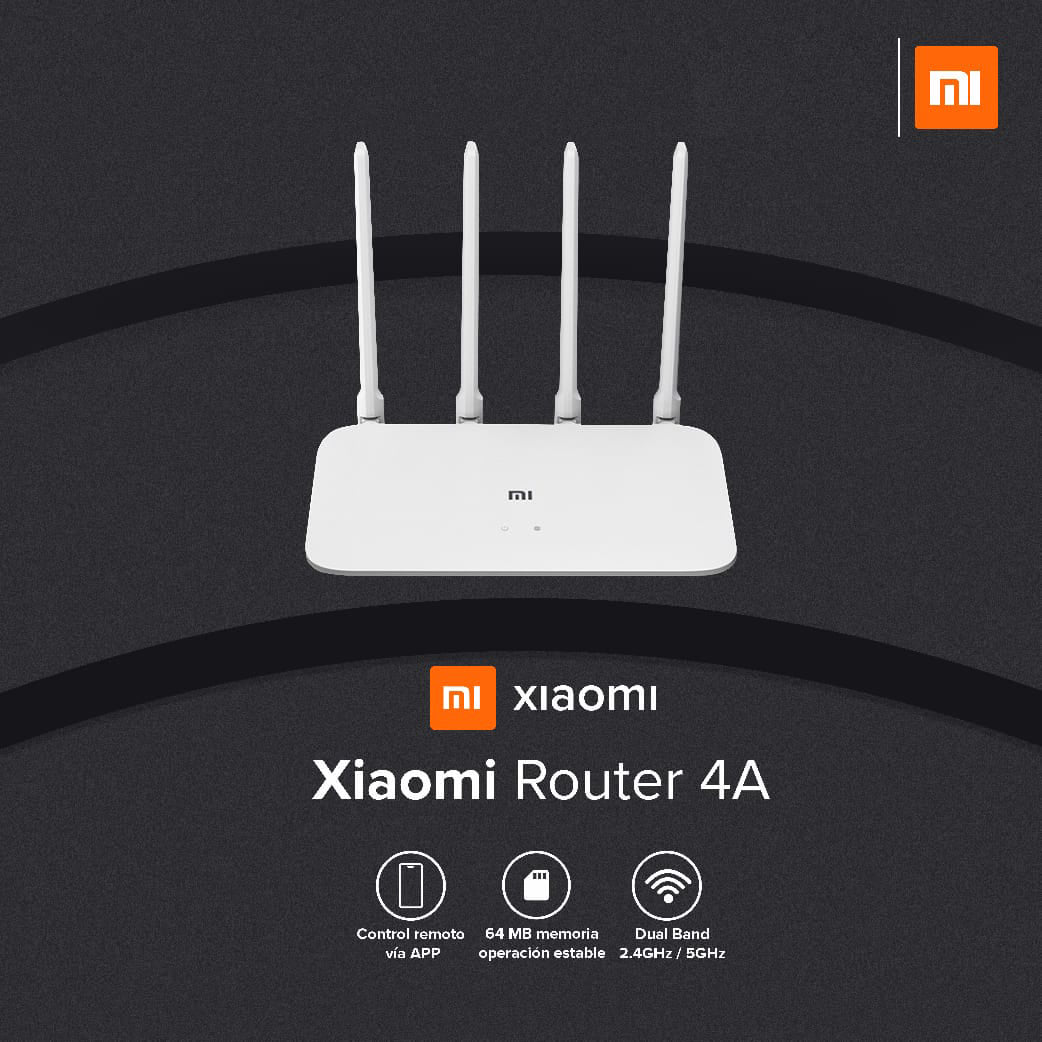 mi
mi
mi xiaomi
Xiaomi Router 4A
Control remoto
vía APP
64 MB memoria
operación estable
Dual Band
2.4GHz / 5GHz